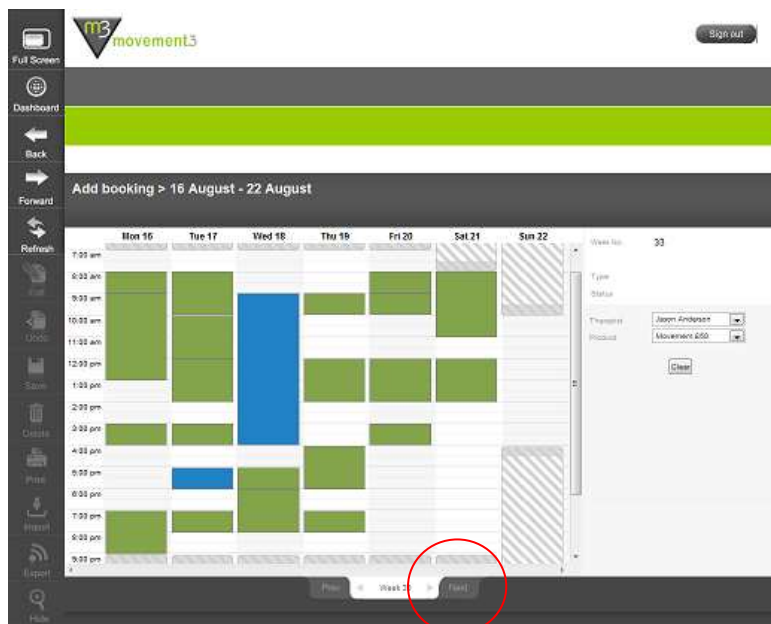 m3 movement3
Sign out
Full Screen
Dashboard
Back
Forward
Refresh
Edit
Undo
Save
Delete
Print
Import
Export
Hide
Add booking > 16 August - 22 August
Mon 16 Tue 17 Wed 18 Thu 19 Fri 20 Sat 21 Sun 22
7:00 am
8:00 am
9:00 am
10:00 am
11:00 am
12:00 pm
1:00 pm
2:00 pm
3:00 pm
4:00 pm
5:00 pm
6:00 pm
7:00 pm
8:00 pm
9:00 pm
Week No. 33
Type
Status
Therapist Jason Anderson
Product Movement £50
Clear
Prev Week 33 Next